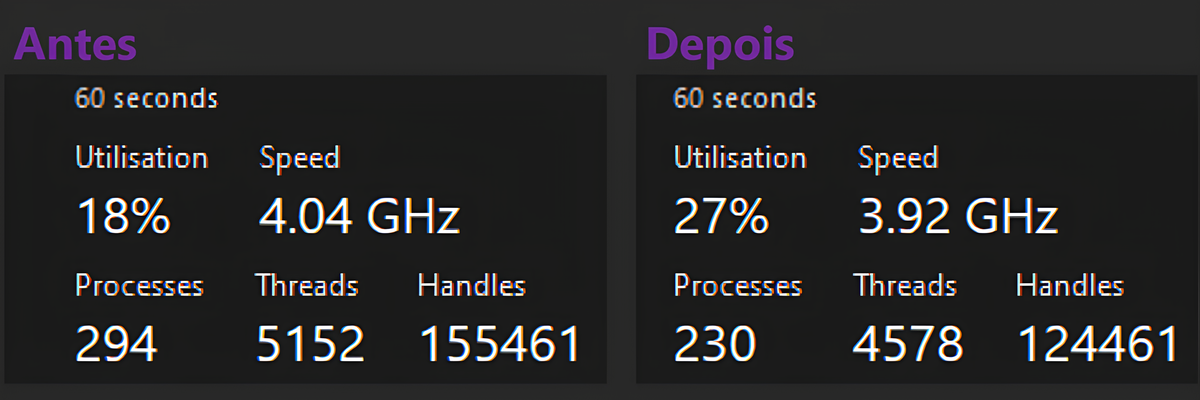 Antes
60 seconds
Utilisation Speed
18% 4.04 GHz
Processes Threads Handles
294 5152 155461
Depois
60 seconds
Utilisation Speed
27% 3.92 GHz
Processes Threads Handles
230 4578 124461